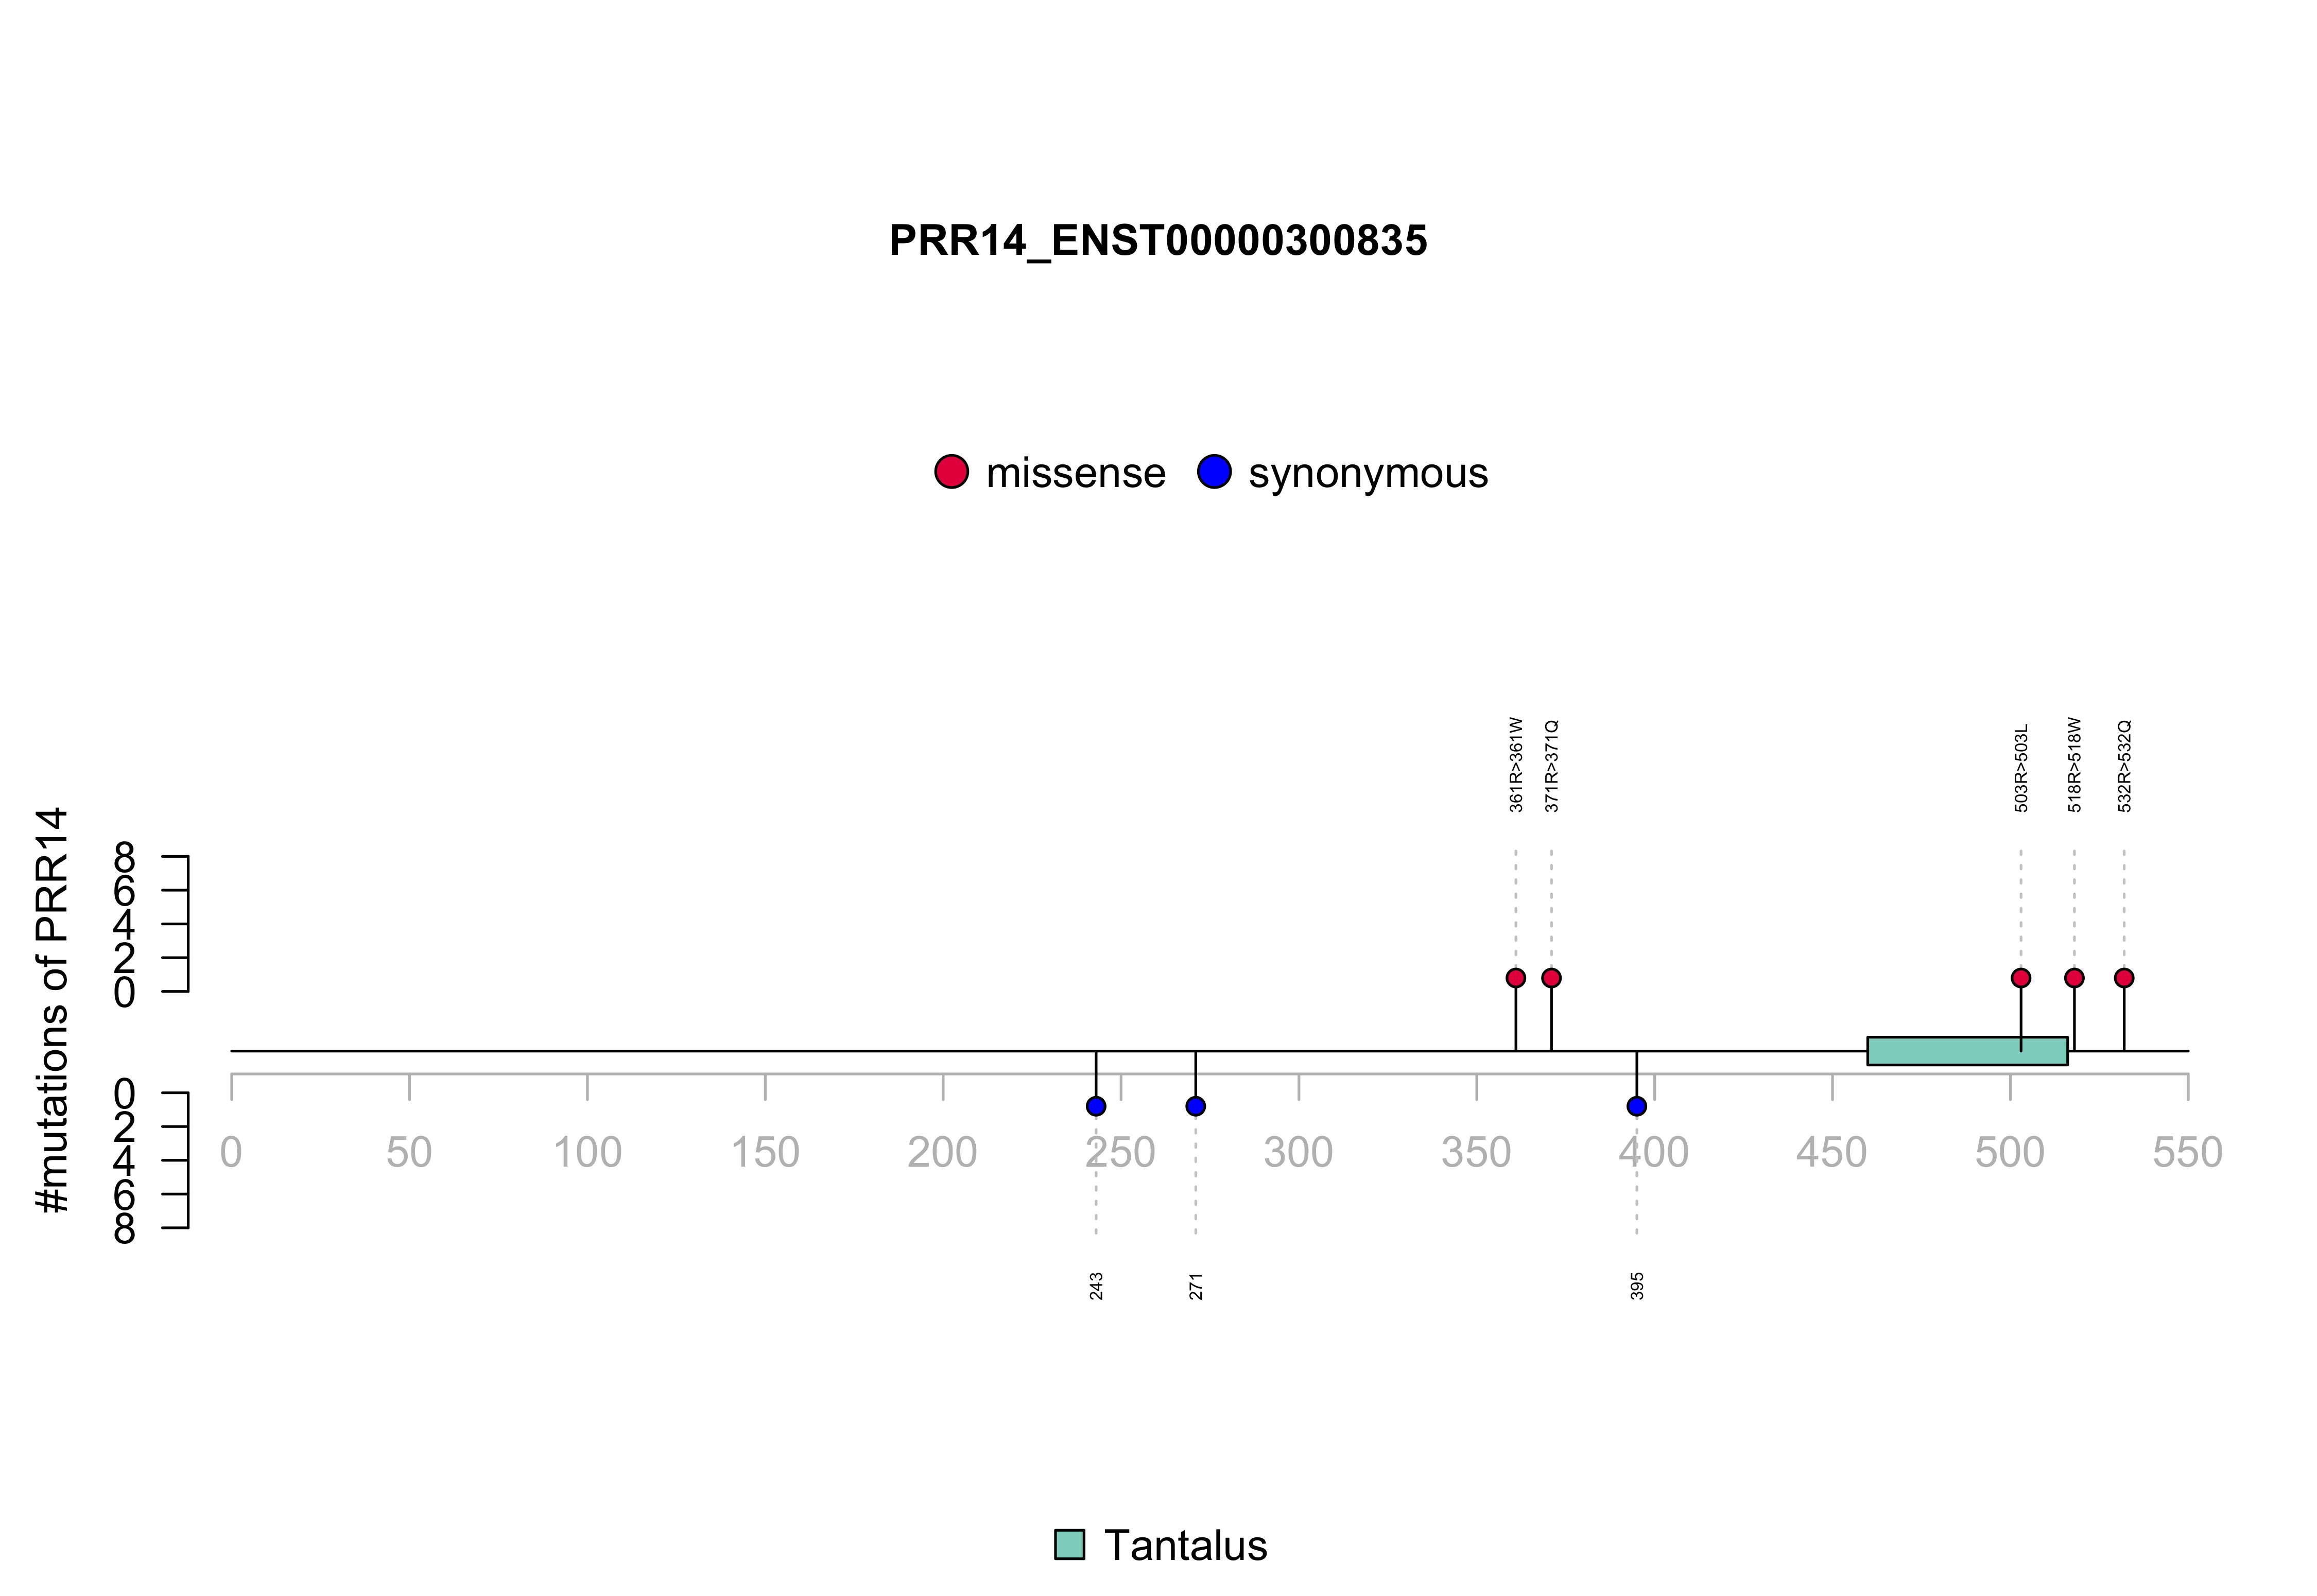 PRR14_ENST00000300835
missense synonymous
361R>361W
371R>371Q
503R>503L
518R>518W
532R>532Q
#mutations of PRR14
8
6
4
2
0
0
2
4
6
8
0 50 100 150 200 250 300 350 400 450 500 550
243
271
395
Tantalus